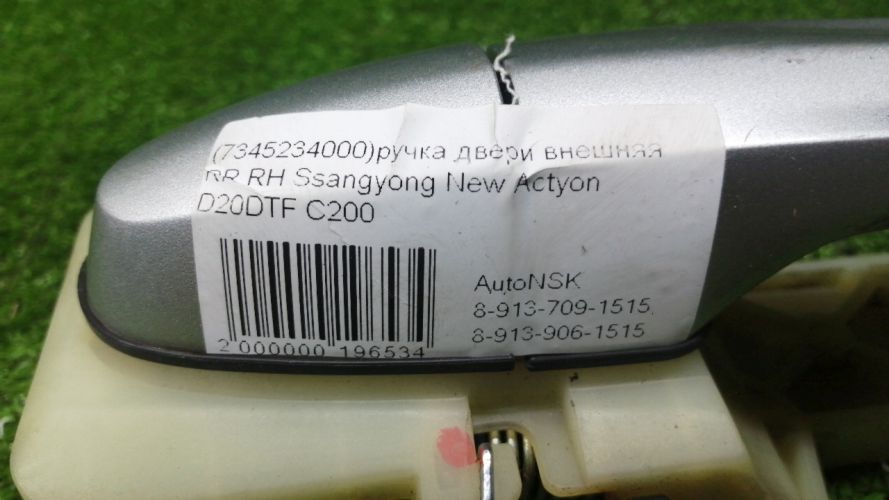 (7345234000)ручка двери внешняя
RR RH Ssangyong New Actyon
D20DTF C200
AutoNSK
8-913-709-1515,
8-913-906-1515
2 000000 196534